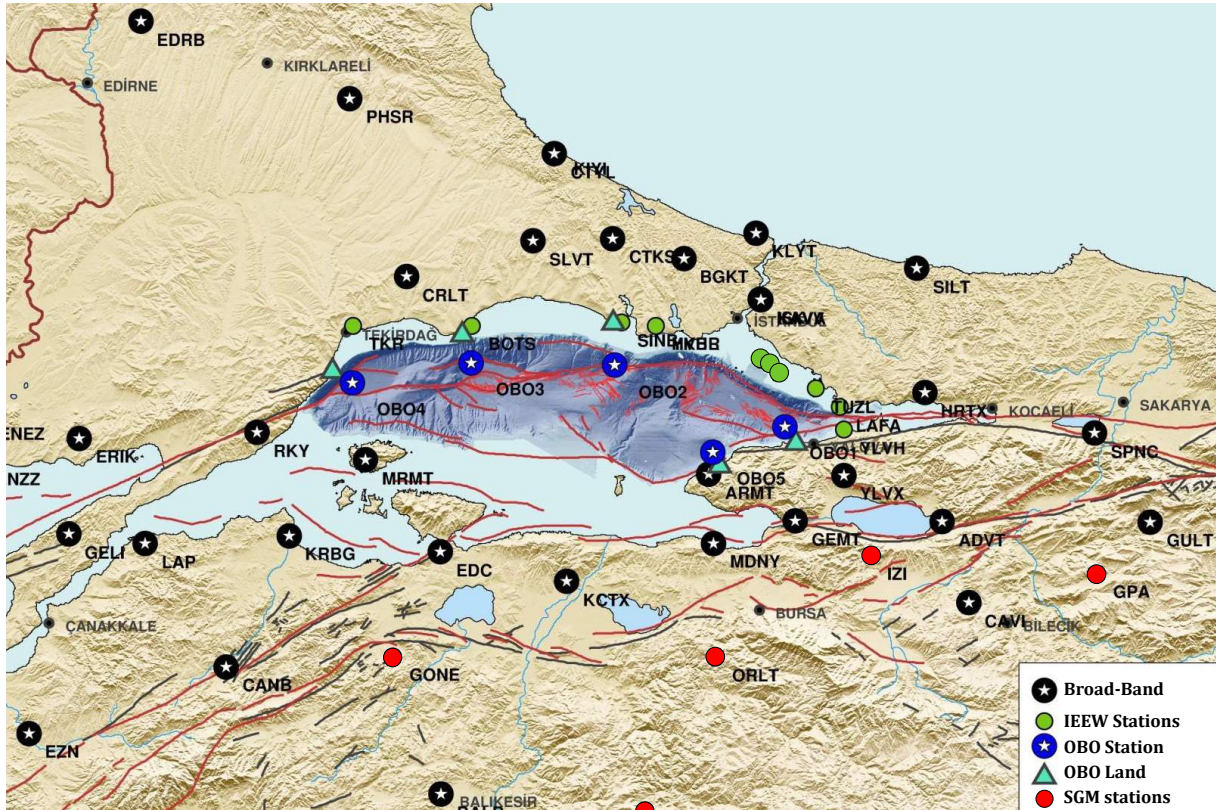 EDRB
KIRKLARELİ
EDİRNE
PHSR
CTYL
SLVT
CTKS
KLYT
BGKT
SILT
CRLT
İSTANBUL
TEKİRDAĞ
TKR
BOTS
SINB
OBO3
OBO2
OBO4
TUZL
HRTX
KOCAELİ
SAKARYA
LAFA
ENEZ
ERIK
RKY
OBO1
YLVH
SPNC
NZZ
MRMT
OBO5
ARMT
YLVX
GELI
LAP
KRBG
EDC
MDNY
GEMT
ADVT
GULT
IZI
KCTX
GPA
ÇANAKKALE
BURSA
CAVI
BİLECİK
CANB
GONE
ORLT
EZN
BALIKESİR
Broad-Band
IEEW Stations
OBO Station
OBO Land
SGM stations